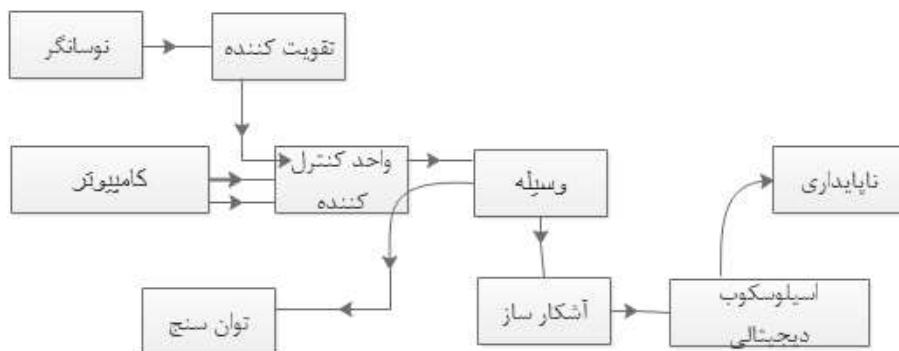 نوسانگر
تقویت کننده
کامپیوتر
واحد کنترل
کننده
وسیله
ناپایداری
توان سنج
آشکار ساز
اسیلوسکوپ
دیجیتالی